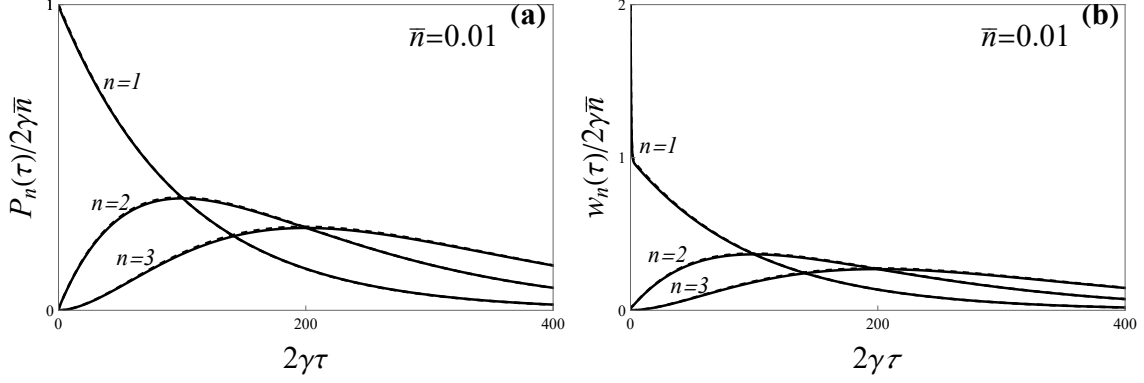 (a)
n̄=0.01
1
n=1
n=2
n=3
0
0
200
400
P_n(τ)/2γn̄
2γτ
(b)
n̄=0.01
2
1
0
n=1
n=2
n=3
0
200
400
w_n(τ)/2γn̄
2γτ